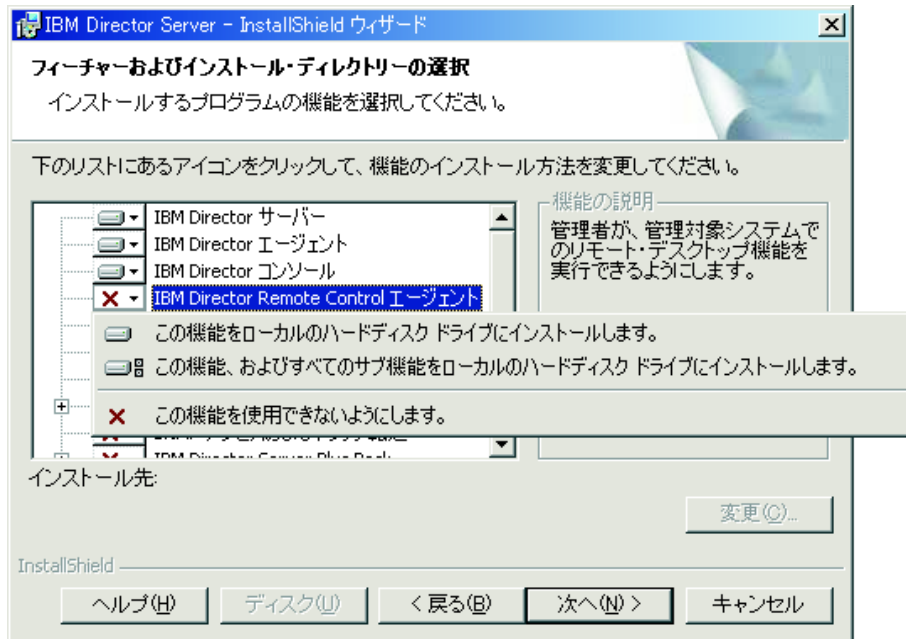 IBM Director Server - InstallShield ウィザード
フィーチャーおよびインストール・ディレクトリーの選択
インストールするプログラムの機能を選択してください。
下のリストにあるアイコンをクリックして、機能のインストール方法を変更してください。
IBM Director サーバー
IBM Director エージェント
IBM Director コンソール
IBM Director Remote Control エージェント
機能の説明
管理者が、管理対象システムで
のリモート・デスクトップ機能を
実行できるようにします。
この機能をローカルのハードディスク ドライブにインストールします。
この機能、およびすべてのサブ機能をローカルのハードディスク ドライブにインストールします。
この機能を使用できないようにします。
IBM Director Server Plus Pack
インストール先:
変更(C)...
InstallShield
ヘルプ(H)
ディスク(U)
< 戻る(B)
次へ(N) >
キャンセル